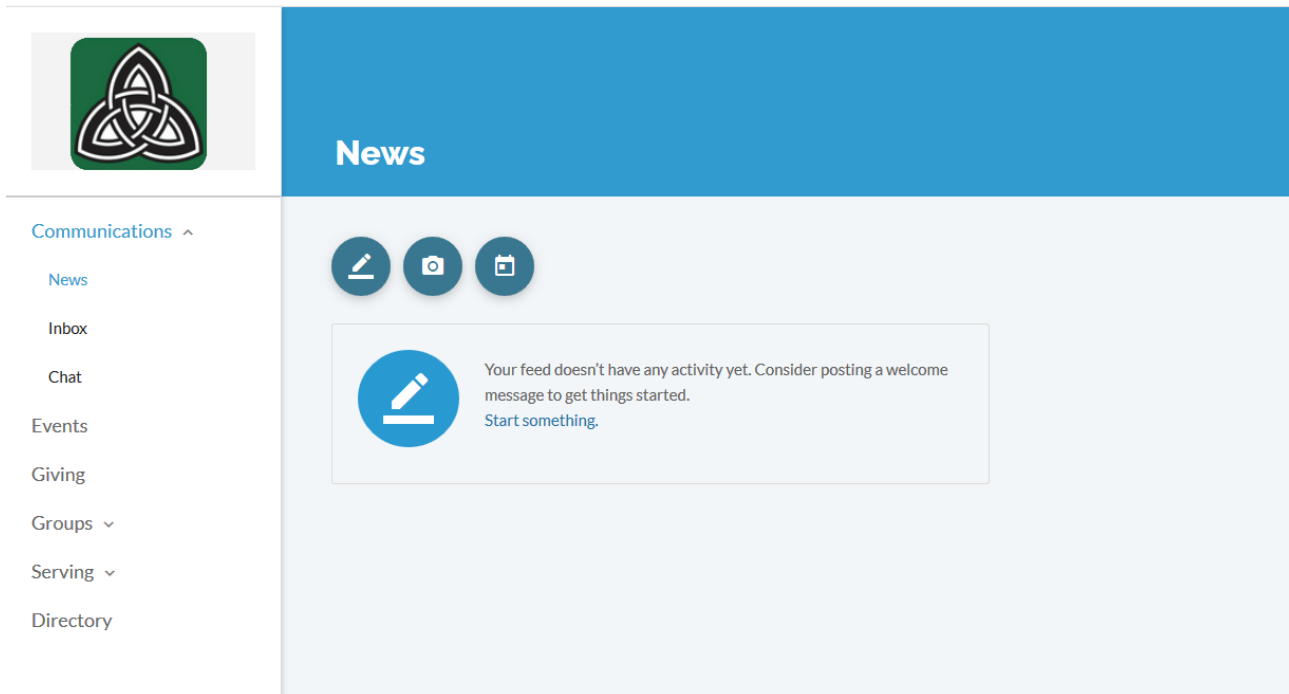 News
Communications
News
Inbox
Chat
Events
Giving
Groups
Serving
Directory
Your feed doesn't have any activity yet. Consider posting a welcome
message to get things started.
Start something.